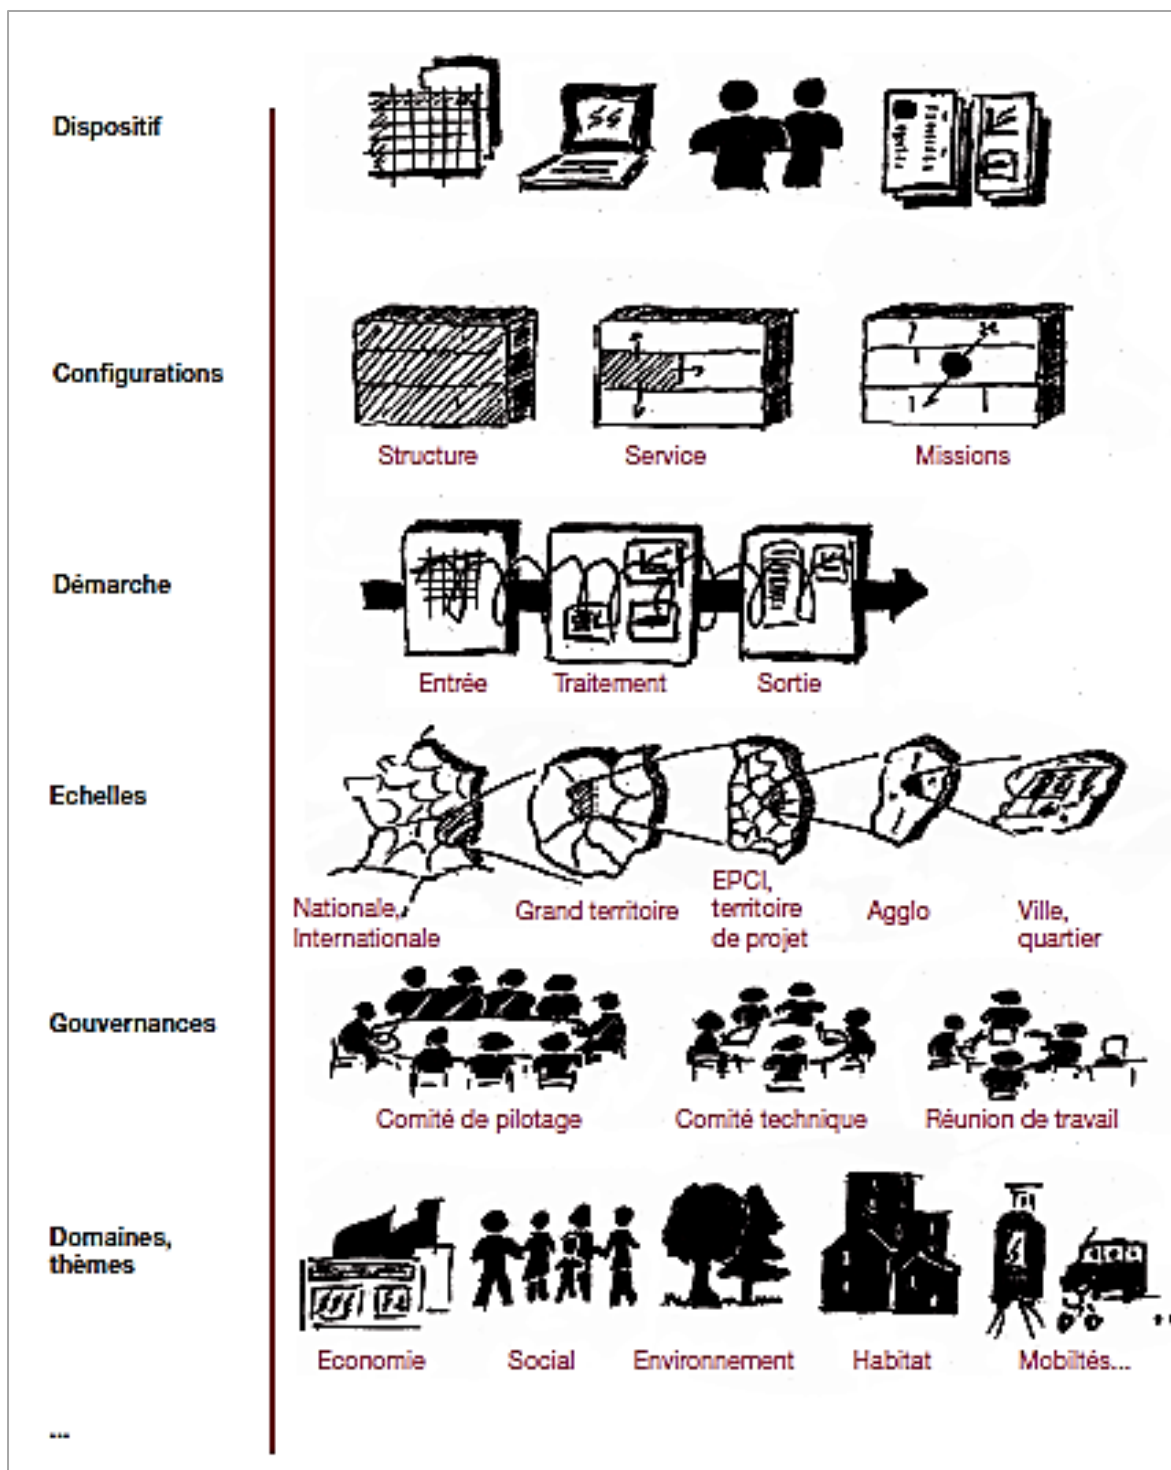 Dispositif
Configurations
Structure Service Missions
Démarche
Entrée Traitement Sortie
Echelles
Nationale,
Internationale
Grand territoire
EPCI,
territoire
de projet
Agglo
Ville,
quartier
Gouvernances
Comité de pilotage Comité technique Réunion de travail
Domaines,
thèmes
Economie Social Environnement Habitat Mobiltés...
...